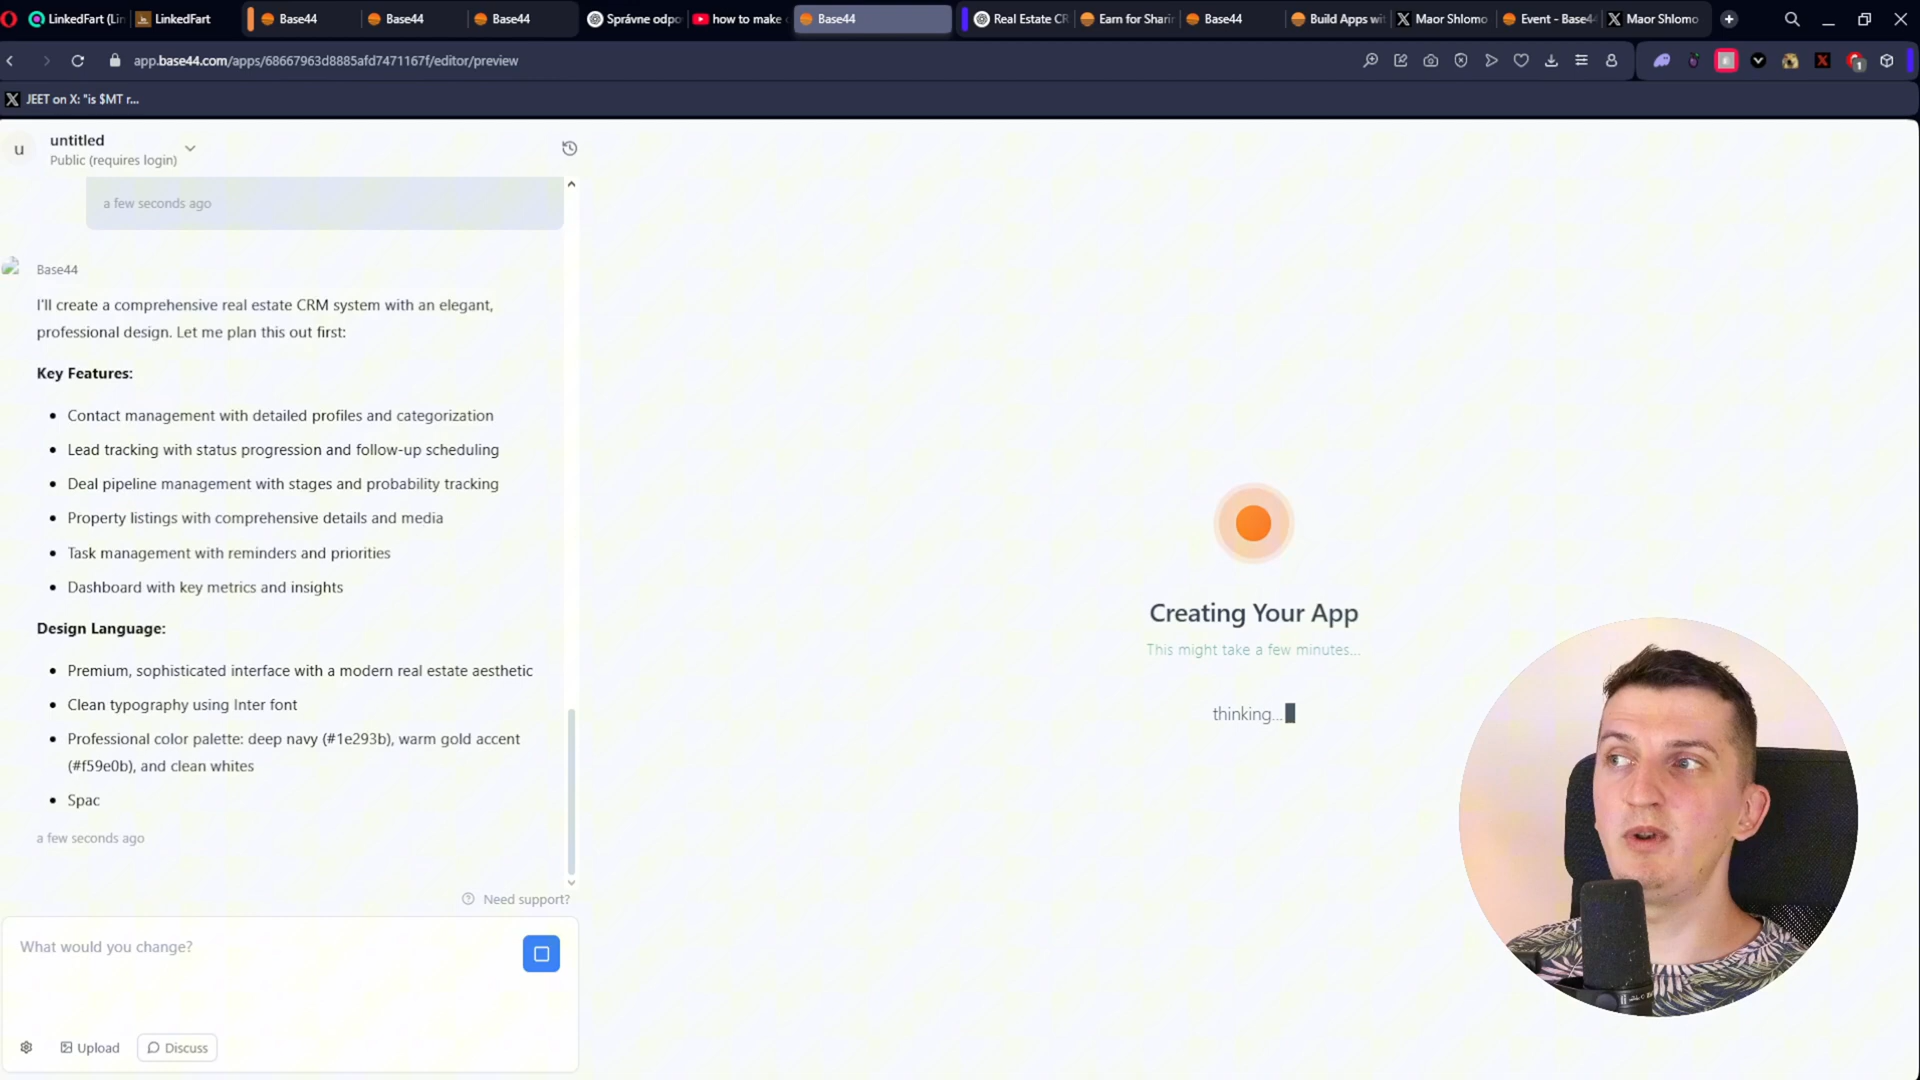 LinkedFart (Lin
LinkedFart
Base44
Base44
Base44
Správne odpo
how to make
Base44
Real Estate CR
Earn for Sharin
Base44
Build Apps wit
Maor Shlomo
Event - Base44
Maor Shlomo
app.base44.com/apps/68667963d8885afd7471167f/editor/preview
JEET on X: "is $MT r...
u
untitled
Public (requires login)
a few seconds ago
Base44
I'll create a comprehensive real estate CRM system with an elegant,
professional design. Let me plan this out first:
Key Features:
• Contact management with detailed profiles and categorization
• Lead tracking with status progression and follow-up scheduling
• Deal pipeline management with stages and probability tracking
• Property listings with comprehensive details and media
• Task management with reminders and priorities
• Dashboard with key metrics and insights
Design Language:
• Premium, sophisticated interface with a modern real estate aesthetic
• Clean typography using Inter font
• Professional color palette: deep navy (#1e293b), warm gold accent
(#f59e0b), and clean whites
• Spac
a few seconds ago
Need support?
What would you change?
Upload
Discuss
Creating Your App
This might take a few minutes...
thinking...